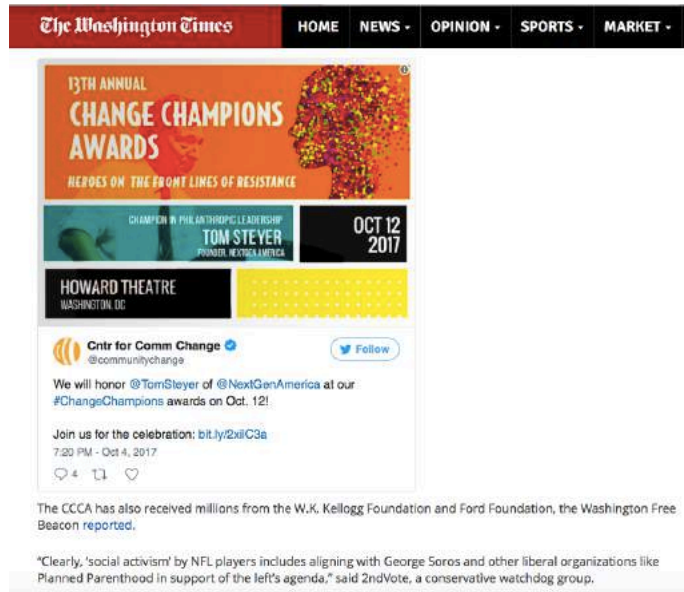 The Washington Times
HOME NEWS OPINION SPORTS MARKET
13TH ANNUAL
CHANGE CHAMPIONS
AWARDS
HEROES ON THE FRONT LINES OF RESISTANCE
CHAMPION IN PHILANTHROPIC LEADERSHIP
TOM STEYER
FOUNDER, NEXTGEN AMERICA
OCT 12
2017
HOWARD THEATRE
WASHINGTON, DC
Cntr for Comm Change
@communitychange
Follow
We will honor @TomSteyer of @NextGenAmerica at our
#ChangeChampions awards on Oct. 12!
Join us for the celebration: bit.ly/2xilC3a
7:20 PM - Oct 4, 2017
4
The CCCA has also received millions from the W.K. Kellogg Foundation and Ford Foundation, the Washington Free
Beacon reported.
“Clearly, ‘social activism’ by NFL players includes aligning with George Soros and other liberal organizations like
Planned Parenthood in support of the left’s agenda,” said 2ndVote, a conservative watchdog group.